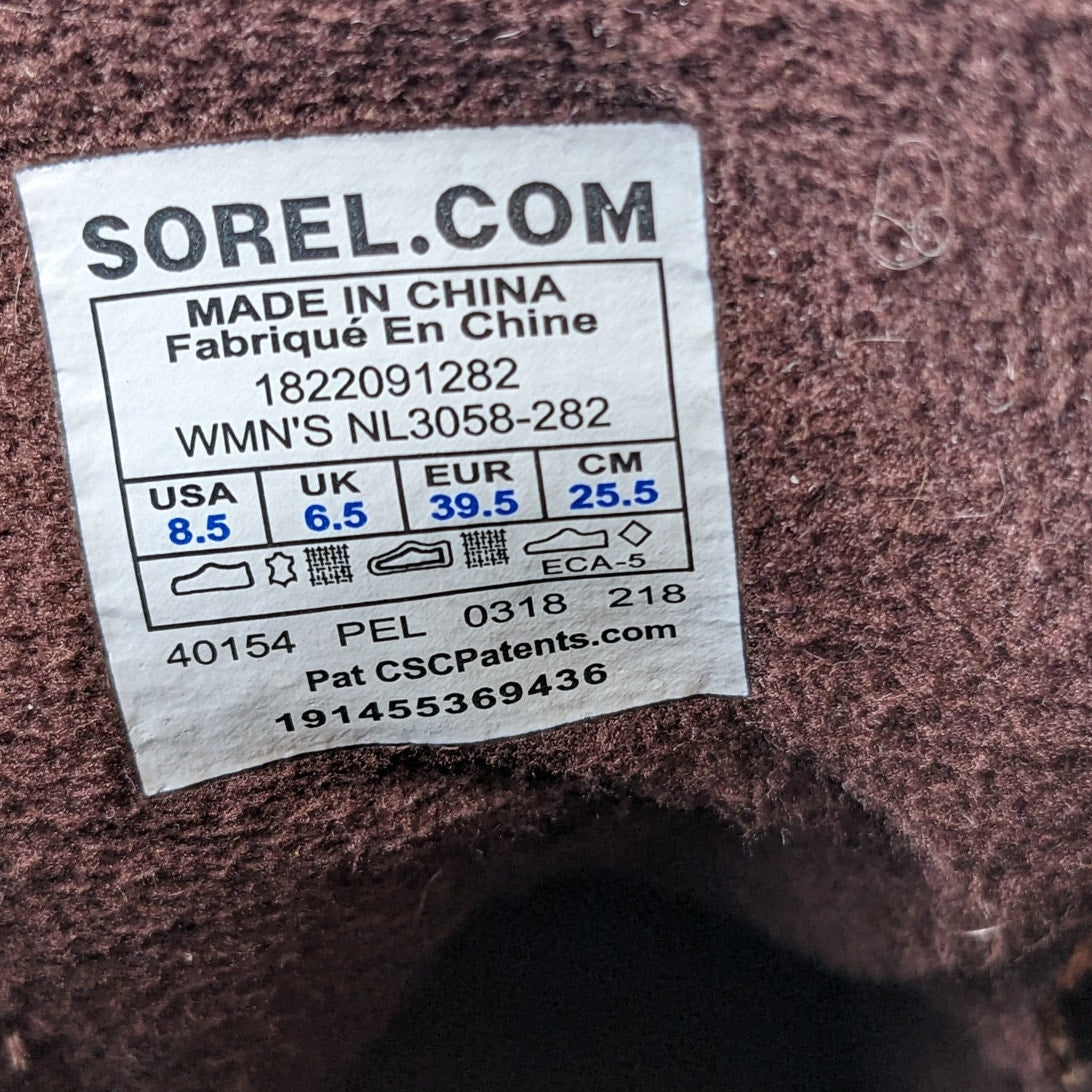 SOREL.COM
MADE IN CHINA
Fabriqué En Chine
1822091282
WMN'S NL3058-282
USA UK EUR CM
8.5 6.5 39.5 25.5
ECA-5
40154 PEL 0318 218
Pat CSCPatents.com
191455369436